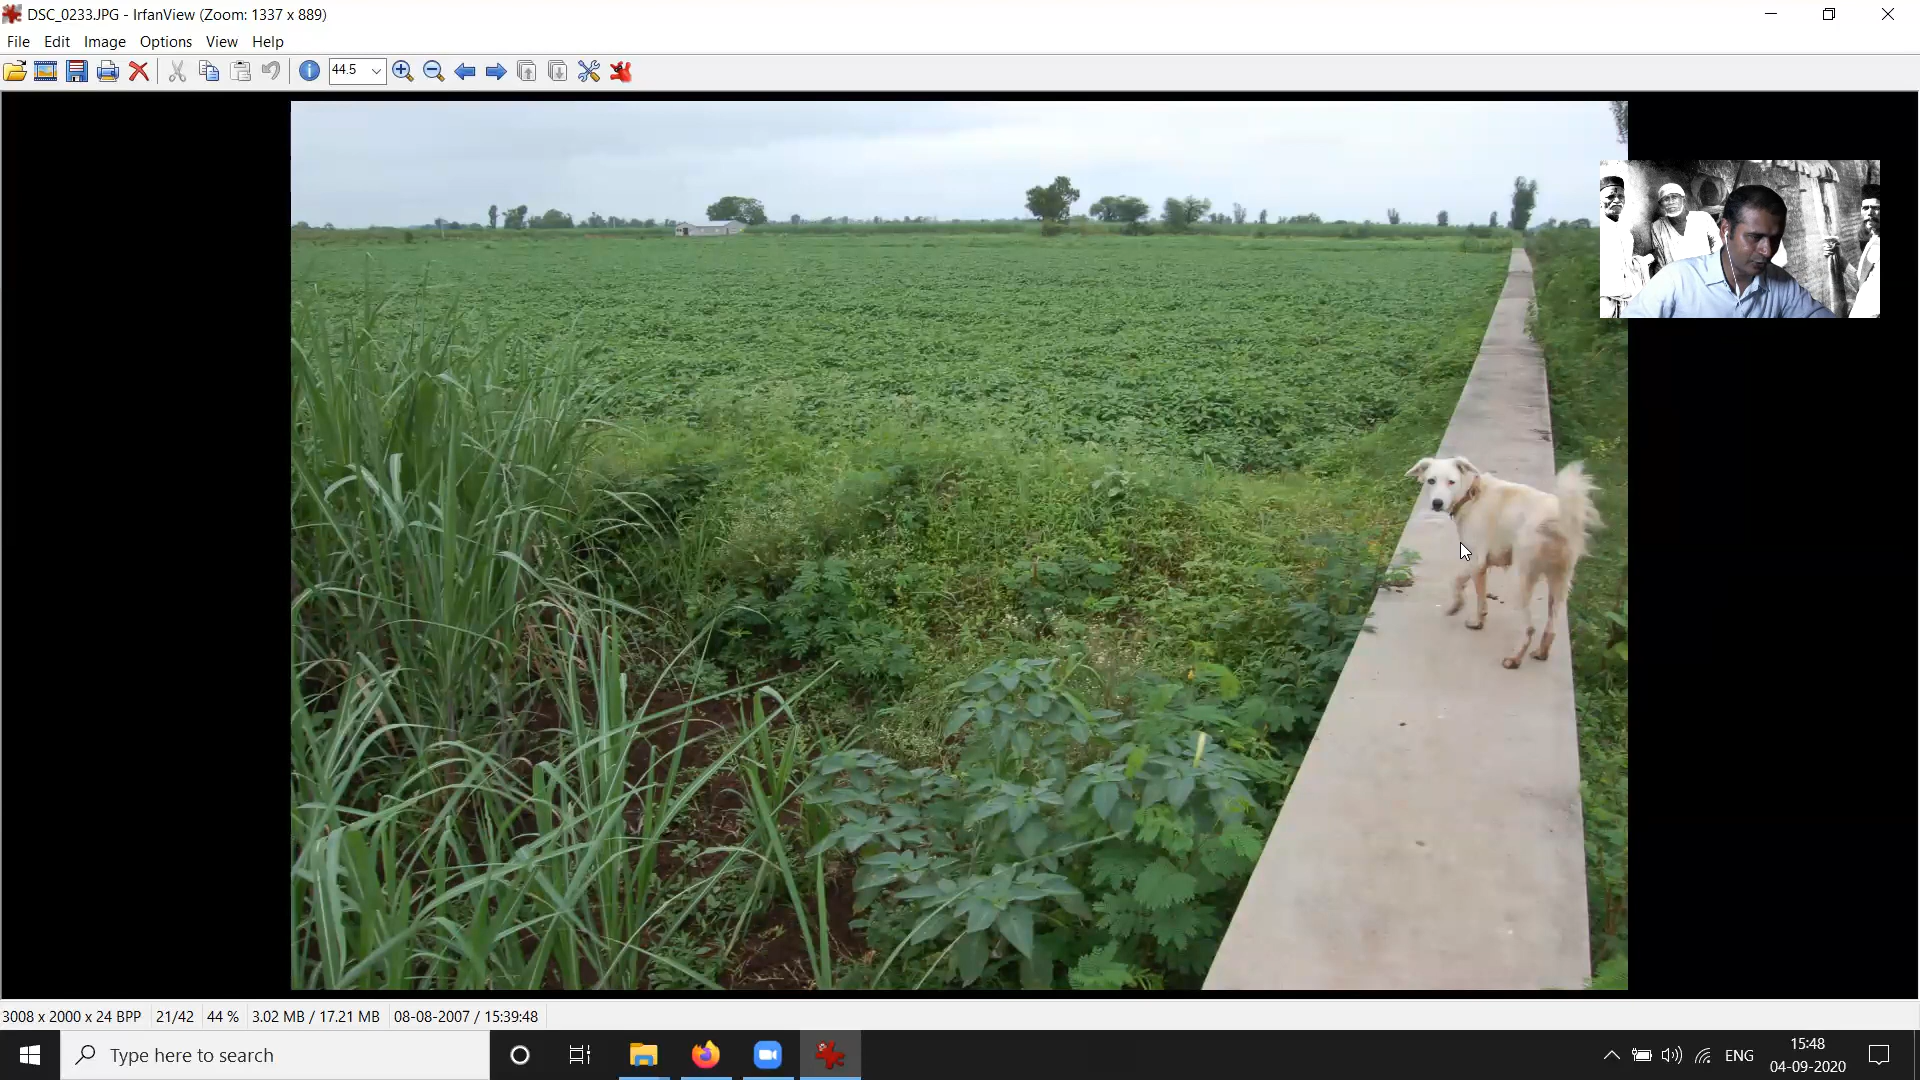 DSC_0233.JPG - IrfanView (Zoom: 1337 x 889)
File Edit Image Options View Help
44.5
3008 x 2000 x 24 BPP 21/42 44 % 3.02 MB / 17.21 MB 08-08-2007 / 15:39:48
Type here to search
ENG
15:48
04-09-2020